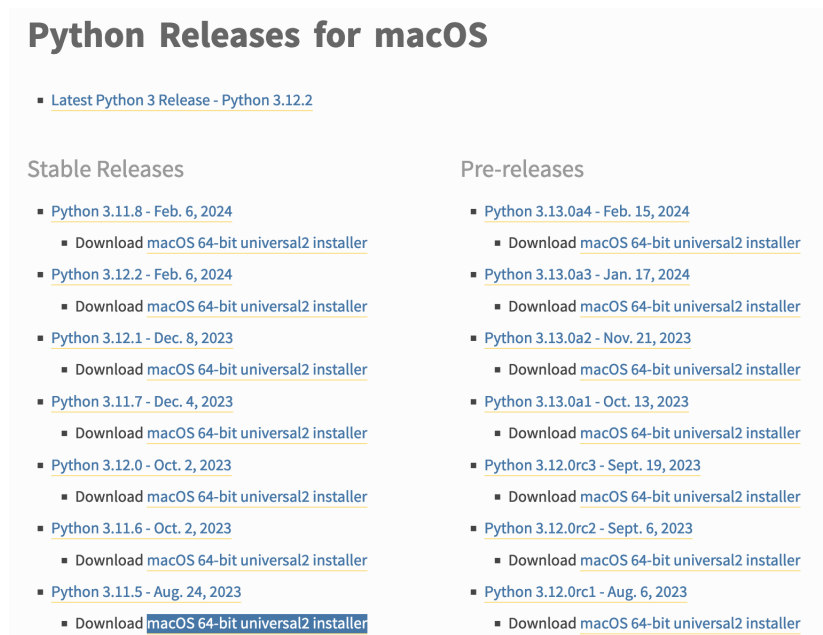 Python Releases for macOS
Latest Python 3 Release - Python 3.12.2
Stable Releases
Python 3.11.8 - Feb. 6, 2024
Download macOS 64-bit universal2 installer
Python 3.12.2 - Feb. 6, 2024
Download macOS 64-bit universal2 installer
Python 3.12.1 - Dec. 8, 2023
Download macOS 64-bit universal2 installer
Python 3.11.7 - Dec. 4, 2023
Download macOS 64-bit universal2 installer
Python 3.12.0 - Oct. 2, 2023
Download macOS 64-bit universal2 installer
Python 3.11.6 - Oct. 2, 2023
Download macOS 64-bit universal2 installer
Python 3.11.5 - Aug. 24, 2023
Download macOS 64-bit universal2 installer
Pre-releases
Python 3.13.0a4 - Feb. 15, 2024
Download macOS 64-bit universal2 installer
Python 3.13.0a3 - Jan. 17, 2024
Download macOS 64-bit universal2 installer
Python 3.13.0a2 - Nov. 21, 2023
Download macOS 64-bit universal2 installer
Python 3.13.0a1 - Oct. 13, 2023
Download macOS 64-bit universal2 installer
Python 3.12.0rc3 - Sept. 19, 2023
Download macOS 64-bit universal2 installer
Python 3.12.0rc2 - Sept. 6, 2023
Download macOS 64-bit universal2 installer
Python 3.12.0rc1 - Aug. 6, 2023
Download macOS 64-bit universal2 installer